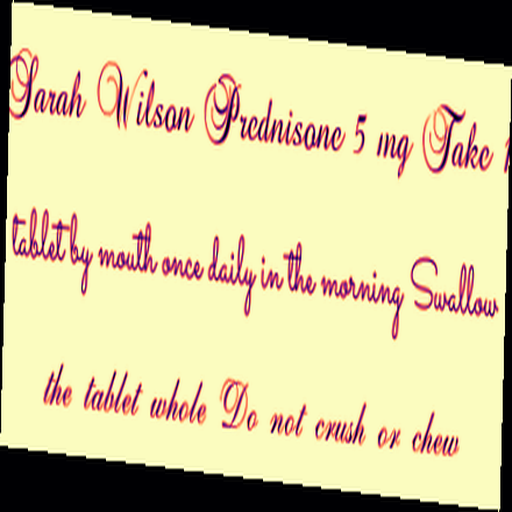 Sarah Wilson Prednisone 5 mg Take 1
tablet by mouth once daily in the morning Swallow
the tablet whole Do not crush or chew